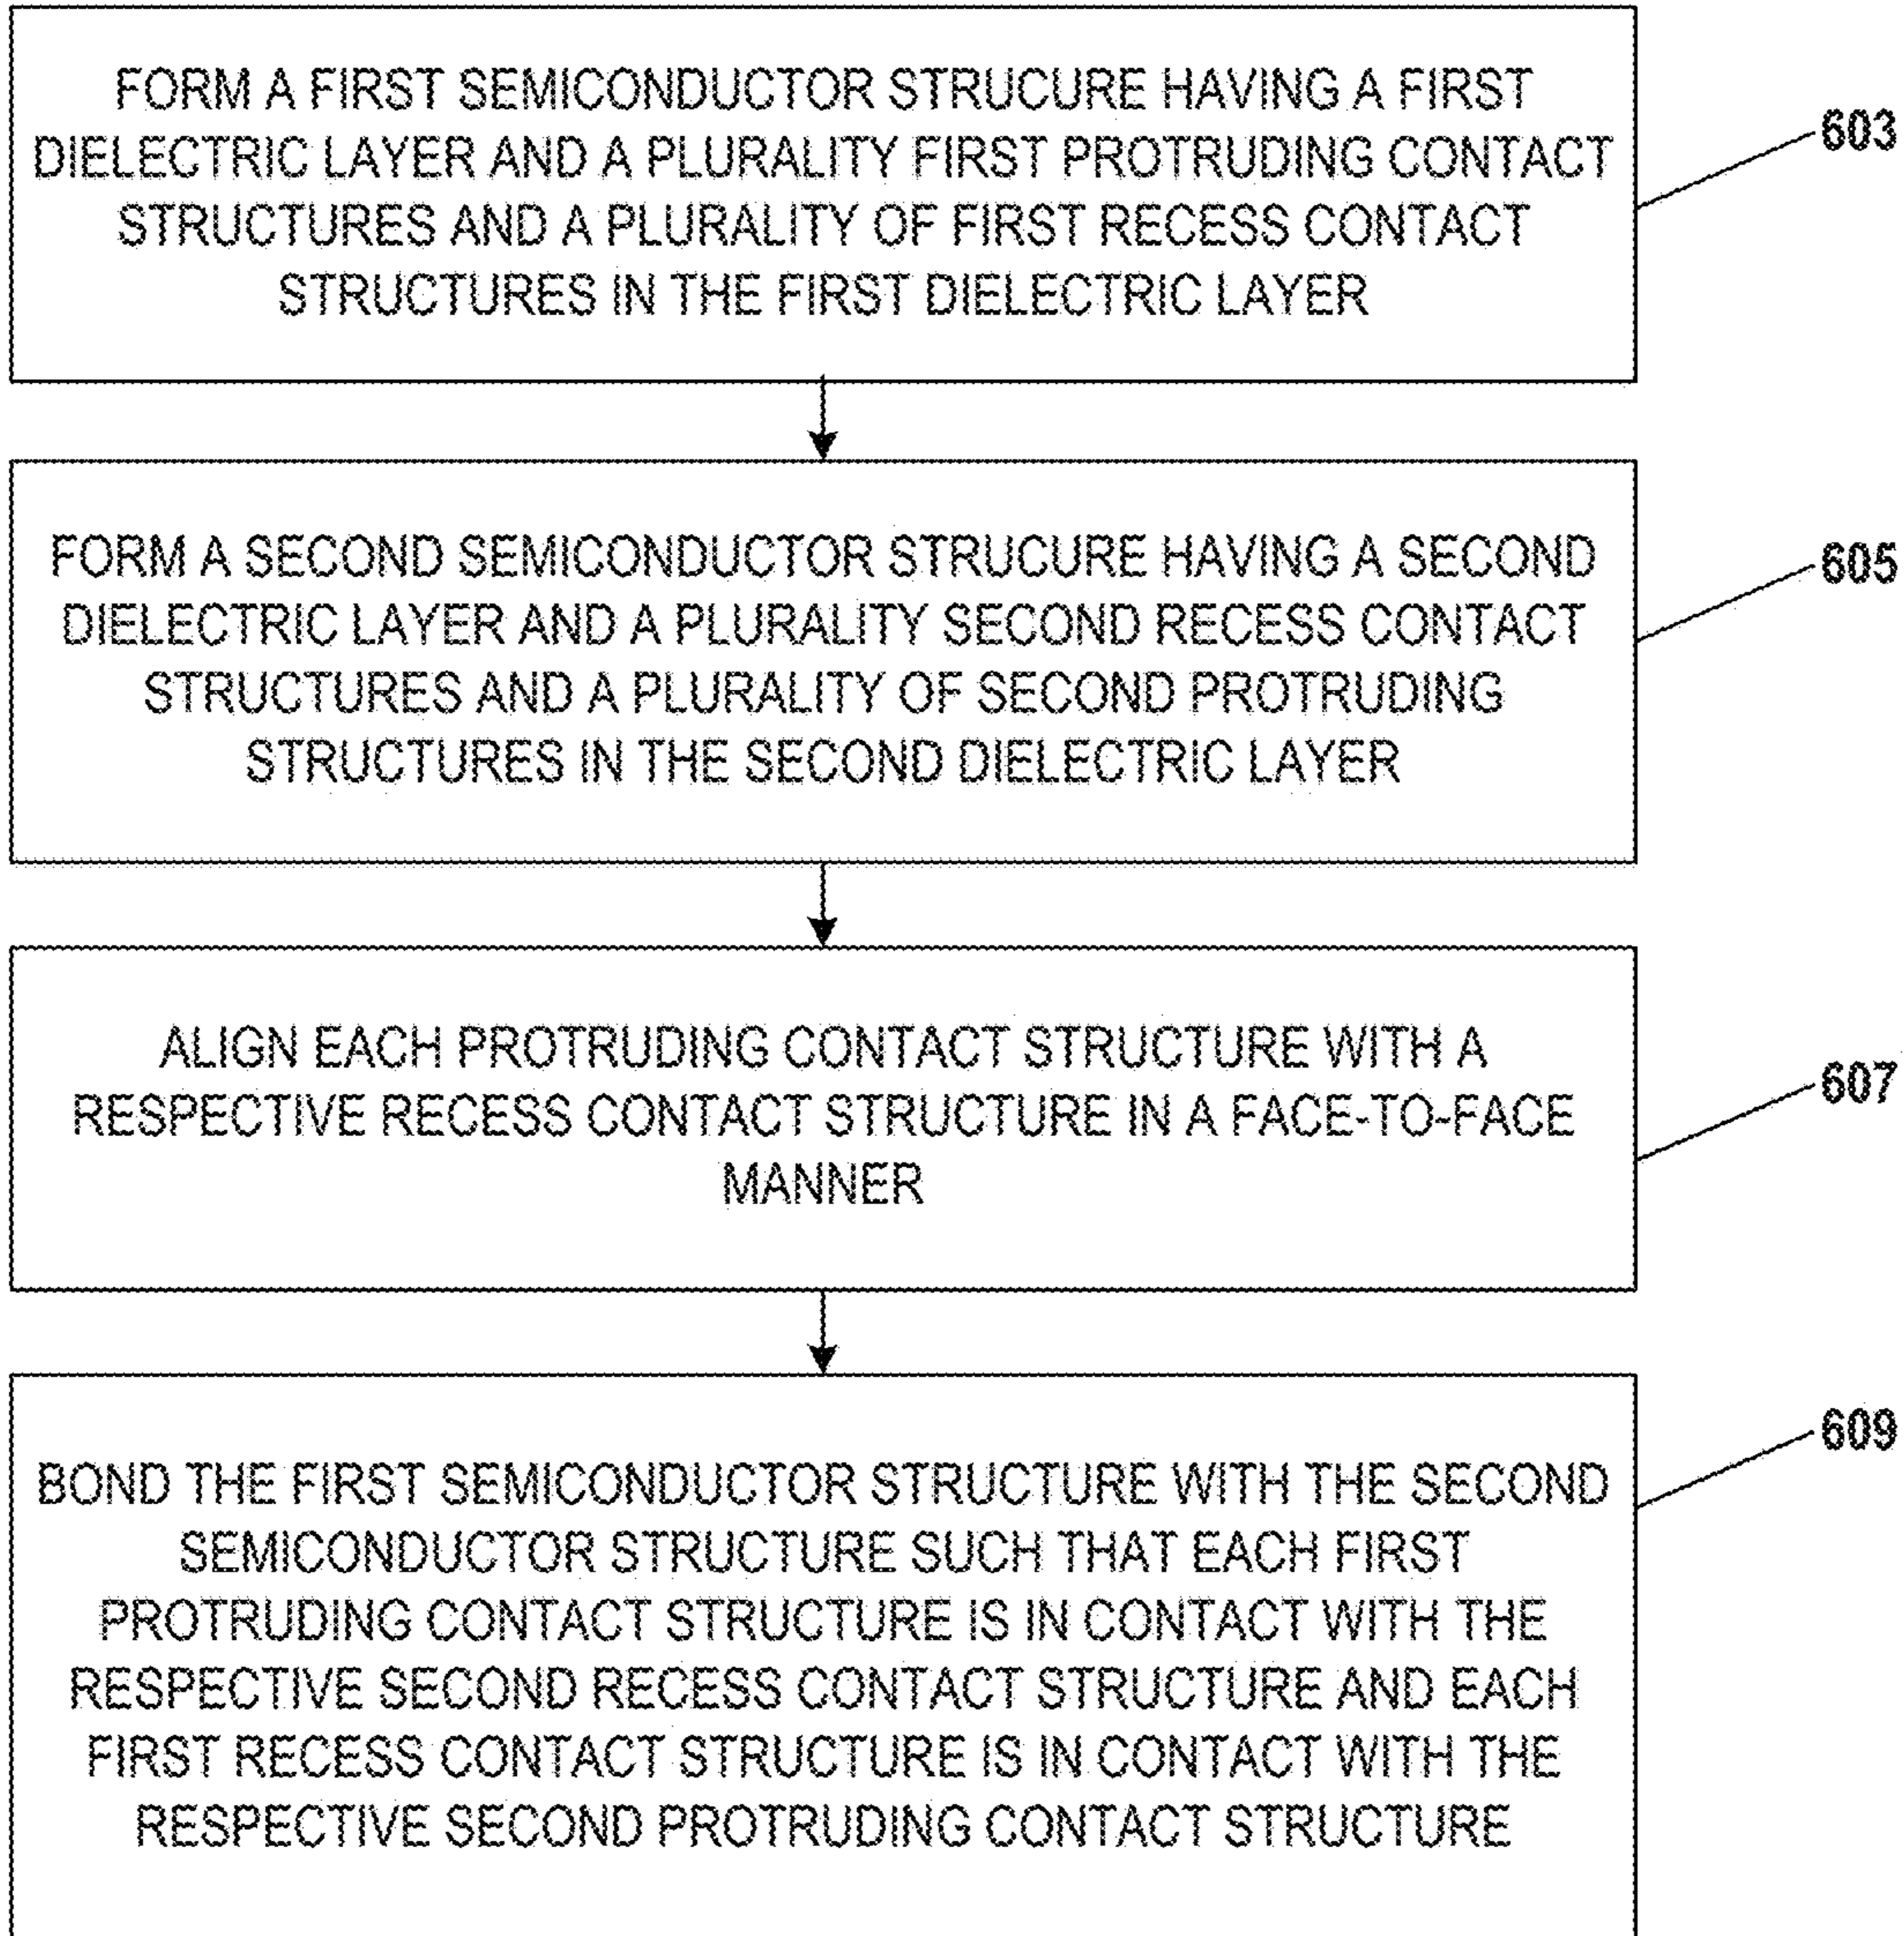 FORM A FIRST SEMICONDUCTOR STRUCURE HAVING A FIRST
DIELECTRIC LAYER AND A PLURALITY FIRST PROTRUDING CONTACT
STRUCTURES AND A PLURALITY OF FIRST RECESS CONTACT
STRUCTURES IN THE FIRST DIELECTRIC LAYER
603
FORM A SECOND SEMICONDUCTOR STRUCURE HAVING A SECOND
DIELECTRIC LAYER AND A PLURALITY SECOND RECESS CONTACT
STRUCTURES AND A PLURALITY OF SECOND PROTRUDING
STRUCTURES IN THE SECOND DIELECTRIC LAYER
605
ALIGN EACH PROTRUDING CONTACT STRUCTURE WITH A
RESPECTIVE RECESS CONTACT STRUCTURE IN A FACE-TO-FACE
MANNER
607
BOND THE FIRST SEMICONDUCTOR STRUCTURE WITH THE SECOND
SEMICONDUCTOR STRUCTURE SUCH THAT EACH FIRST
PROTRUDING CONTACT STRUCTURE IS IN CONTACT WITH THE
RESPECTIVE SECOND RECESS CONTACT STRUCTURE AND EACH
FIRST RECESS CONTACT STRUCTURE IS IN CONTACT WITH THE
RESPECTIVE SECOND PROTRUDING CONTACT STRUCTURE
609